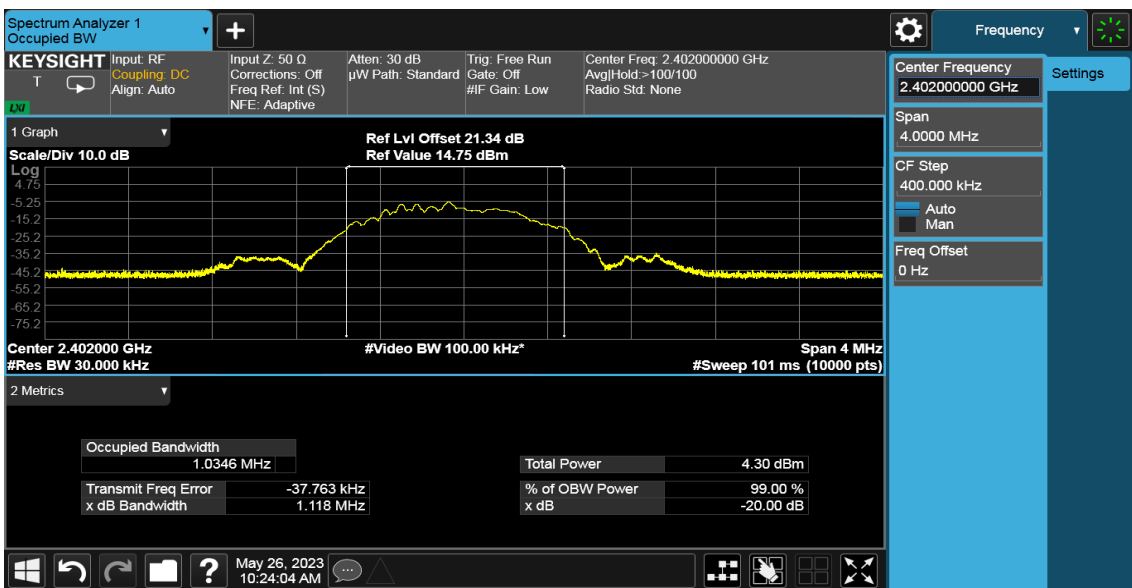 Spectrum Analyzer 1
Occupied BW
+
Frequency
KEYSIGHT
T
LXI
Input: RF
Coupling: DC
Align: Auto
Input Z: 50 Ω
Corrections: Off
Freq Ref: Int (S)
NFE: Adaptive
Atten: 30 dB
µW Path: Standard
Trig: Free Run
Gate: Off
#IF Gain: Low
Center Freq: 2.402000000 GHz
Avg|Hold:>100/100
Radio Std: None
Center Frequency
2.402000000 GHz
Settings
Span
4.0000 MHz
CF Step
400.000 kHz
Auto
Man
Freq Offset
0 Hz
1 Graph
Scale/Div 10.0 dB
Ref Lvl Offset 21.34 dB
Ref Value 14.75 dBm
Log
4.75
-5.25
-15.2
-25.2
-35.2
-45.2
-55.2
-65.2
-75.2
Center 2.402000 GHz
#Video BW 100.00 kHz*
Span 4 MHz
#Res BW 30.000 kHz
#Sweep 101 ms (10000 pts)
2 Metrics
Occupied Bandwidth
1.0346 MHz
Total Power 4.30 dBm
Transmit Freq Error -37.763 kHz
% of OBW Power 99.00 %
x dB Bandwidth 1.118 MHz
x dB -20.00 dB
?
May 26, 2023
10:24:04 AM